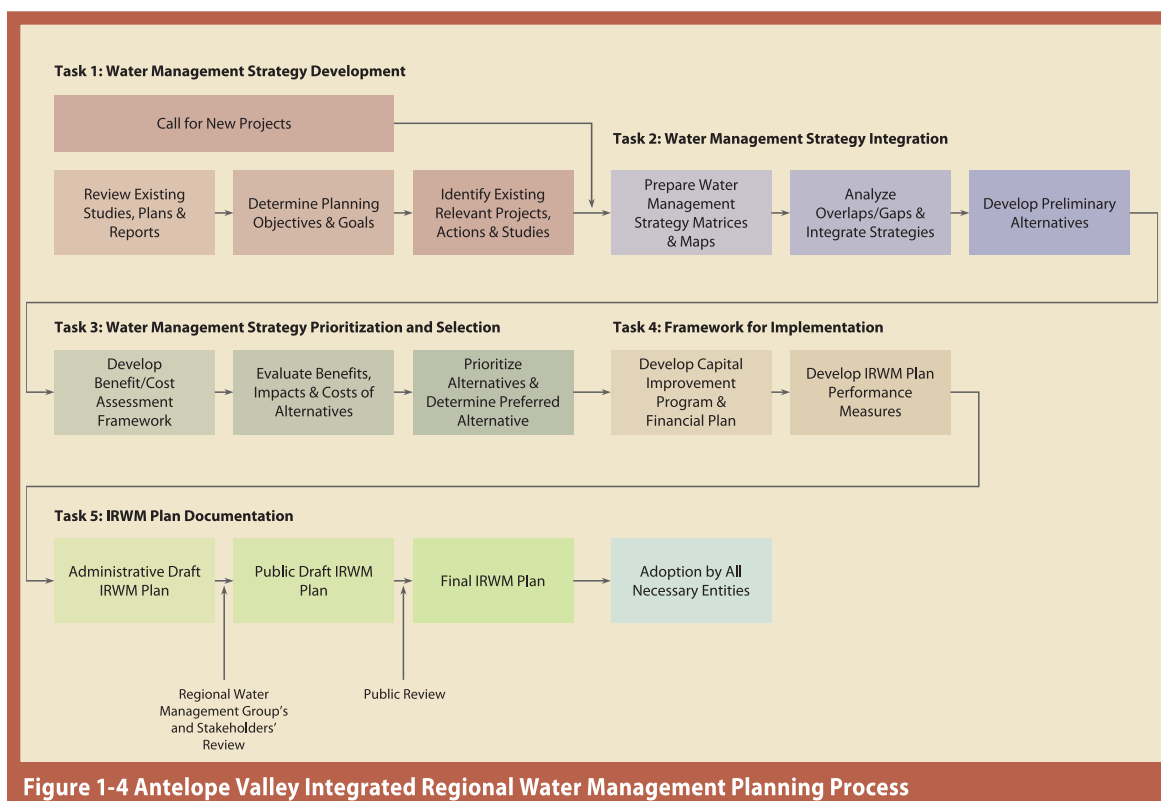 Task 1: Water Management Strategy Development
Call for New Projects
Review Existing
Studies, Plans &
Reports
Determine Planning
Objectives & Goals
Identify Existing
Relevant Projects,
Actions & Studies
Task 2: Water Management Strategy Integration
Prepare Water
Management
Strategy Matrices
& Maps
Analyze
Overlaps/Gaps &
Integrate Strategies
Develop Preliminary
Alternatives
Task 3: Water Management Strategy Prioritization and Selection
Develop
Benefit/Cost
Assessment
Framework
Evaluate Benefits,
Impacts & Costs of
Alternatives
Prioritize
Alternatives &
Determine Preferred
Alternative
Task 4: Framework for Implementation
Develop Capital
Improvement
Program &
Financial Plan
Develop IRWM Plan
Performance
Measures
Task 5: IRWM Plan Documentation
Administrative Draft
IRWM Plan
Public Draft IRWM
Plan
Final IRWM Plan
Adoption by All
Necessary Entities
Regional Water
Management Group's
and Stakeholders'
Review
Public Review
Figure 1-4 Antelope Valley Integrated Regional Water Management Planning Process